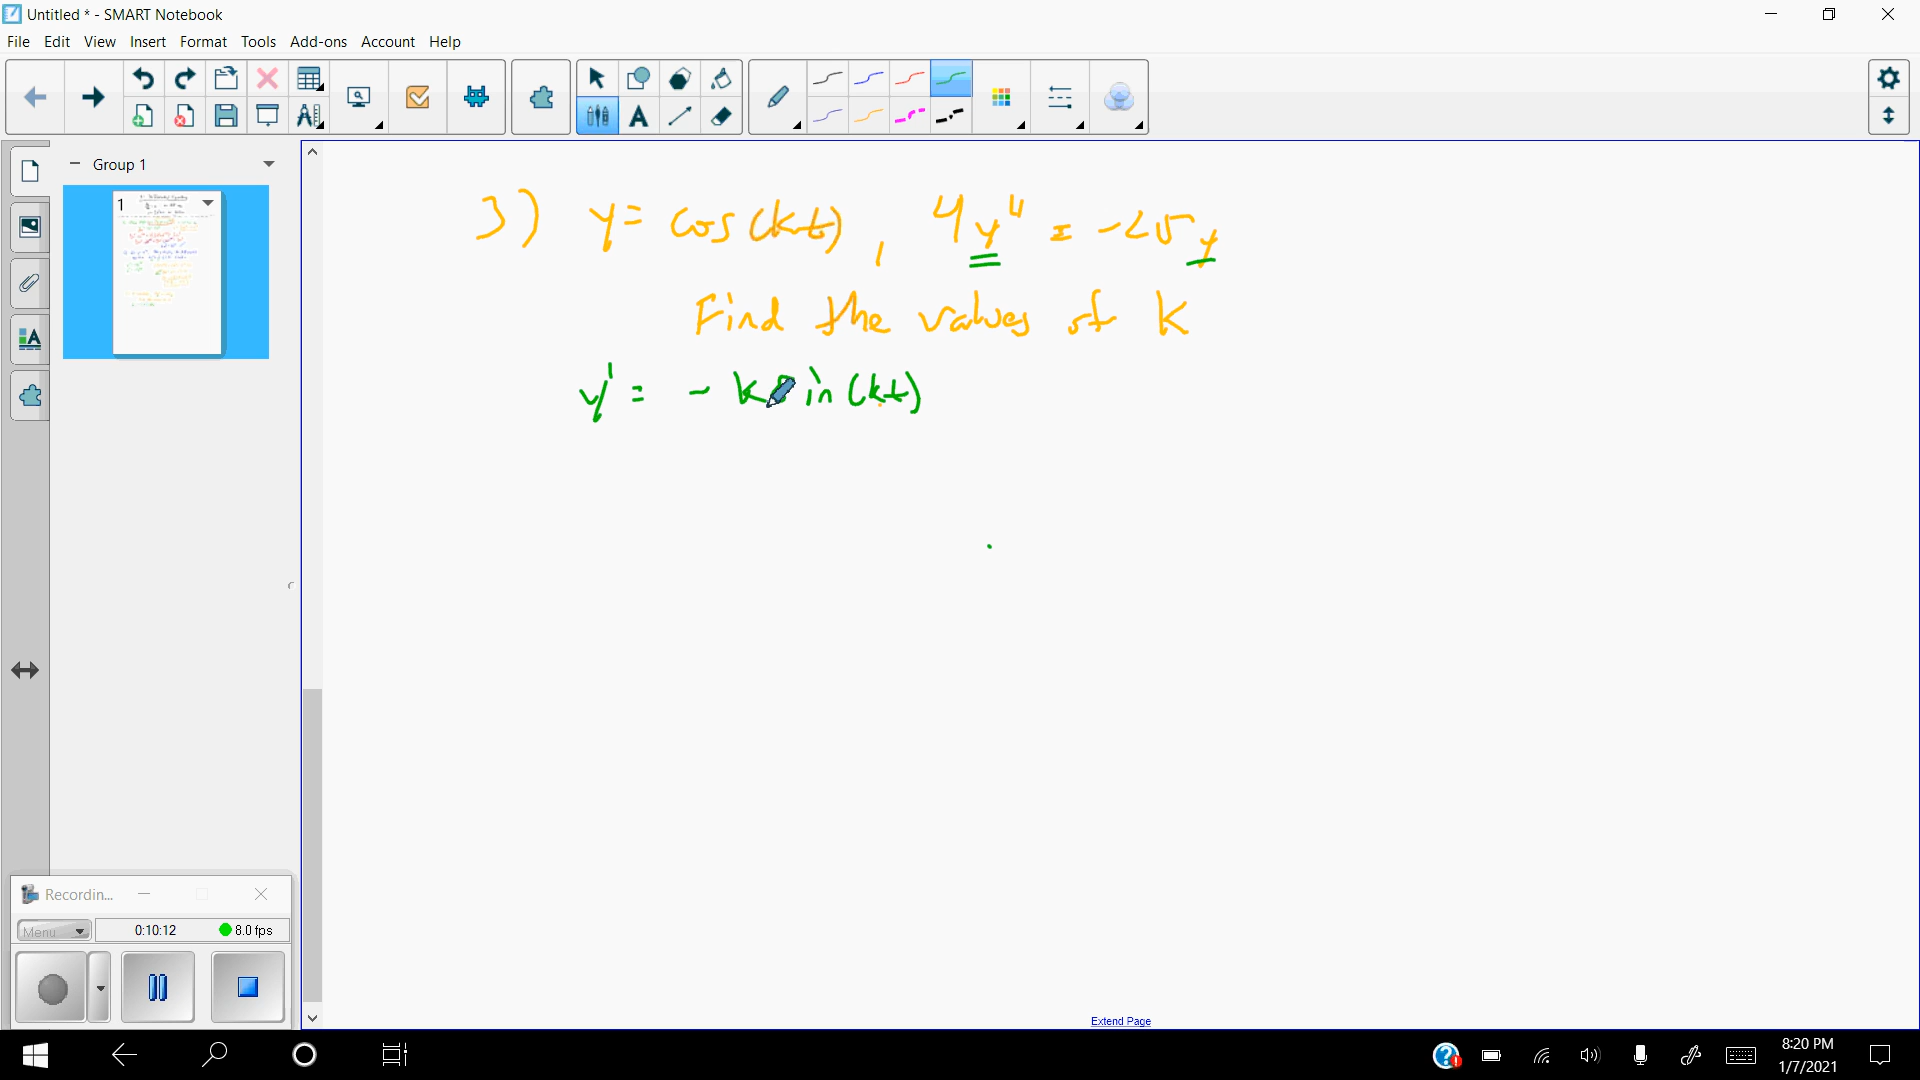 Untitled * - SMART Notebook
File Edit View Insert Format Tools Add-ons Account Help
Group 1
1
3) y = cos(kt), 4y'' = -25y
Find the values of k
y' = - k sin(kt)
Recordin...
Menu 0:10:12 8.0 fps
Extend Page
8:20 PM
1/7/2021